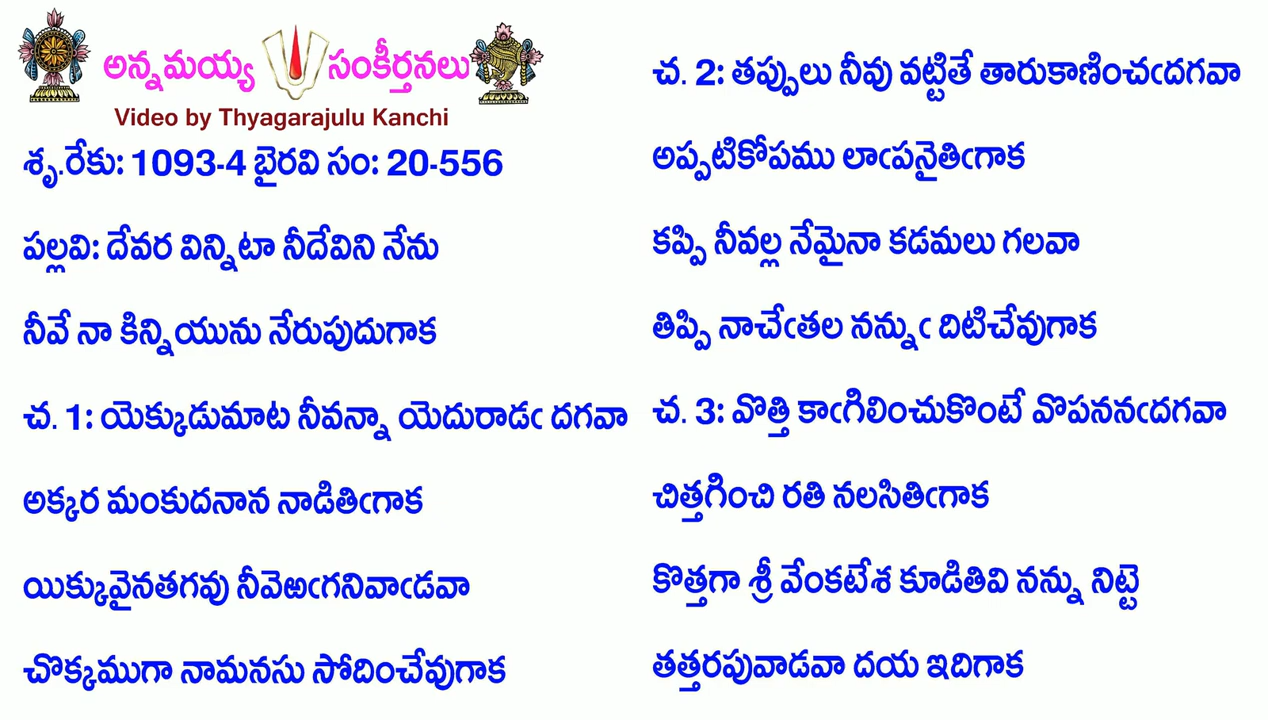 అన్నమయ్య సంకీర్తనలు
Video by Thyagarajulu Kanchi
శృ.రేకు: 1093-4 బైరవి సం: 20-556
పల్లవి: దేవర విన్నిటా నీదేవిని నేను
నీవే నా కిన్నియును నేరుపుదుగాక
చ. 1: యెక్కుడుమాట నీవన్నా యెదురాడఁ దగవా
అక్కర మంకుదనాన నాడితిఁగాక
యిక్కువైనతగవు నీవెఱఁగనివాఁడవా
చొక్కముగా నామనసు సోదించేవుగాక
చ. 2: తప్పులు నీవు వట్టితే తారుకాణించఁదగవా
అప్పటికోపము లాఁపనైతిఁగాక
కప్పి నీవల్ల నేమైనా కడమలు గలవా
తిప్పి నాచేఁతల నన్నుఁ దిటిచేవుగాక
చ. 3: వొత్తి కాఁగిలించుకొంటే వొపననఁదగవా
చిత్తగించి రతి నలసితిఁగాక
కొత్తగా శ్రీ వేంకటేశ కూడితివి నన్ను నిట్టె
తత్తరపువాడవా దయ ఇదిగాక